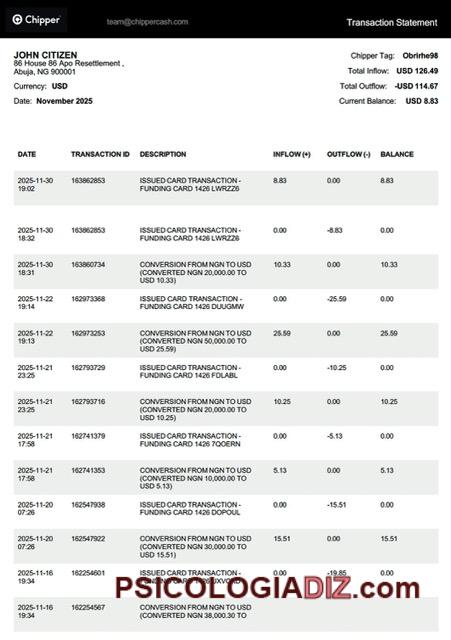 Chipper team@chippercash.com Transaction Statement
JOHN CITIZEN
86 House 86 Apo Resettlement ,
Abuja, NG 900001
Currency: USD
Date: November 2025
Chipper Tag: Obrirhe98
Total Inflow: USD 126.49
Total Outflow: -USD 114.67
Current Balance: USD 8.83
DATE TRANSACTION ID DESCRIPTION INFLOW (+) OUTFLOW (-) BALANCE
2025-11-30 163862853 ISSUED CARD TRANSACTION - 8.83 0.00 8.83
19:02 FUNDING CARD 1426 LWRZZ6
2025-11-30 163862853 ISSUED CARD TRANSACTION - 0.00 -8.83 0.00
18:32 FUNDING CARD 1426 LWRZZ6
2025-11-30 163860734 CONVERSION FROM NGN TO USD 10.33 0.00 10.33
18:31 (CONVERTED NGN 20,000.00 TO
USD 10.33)
2025-11-22 162973368 ISSUED CARD TRANSACTION - 0.00 -25.59 0.00
19:14 FUNDING CARD 1426 DUUGMW
2025-11-22 162973253 CONVERSION FROM NGN TO USD 25.59 0.00 25.59
19:13 (CONVERTED NGN 50,000.00 TO
USD 25.59)
2025-11-21 162793729 ISSUED CARD TRANSACTION - 0.00 -10.25 0.00
23:25 FUNDING CARD 1426 FDLABL
2025-11-21 162793716 CONVERSION FROM NGN TO USD 10.25 0.00 10.25
23:25 (CONVERTED NGN 20,000.00 TO
USD 10.25)
2025-11-21 162741379 ISSUED CARD TRANSACTION - 0.00 -5.13 0.00
17:58 FUNDING CARD 1426 7QOERN
2025-11-21 162741353 CONVERSION FROM NGN TO USD 5.13 0.00 5.13
17:58 (CONVERTED NGN 10,000.00 TO
USD 5.13)
2025-11-20 162547938 ISSUED CARD TRANSACTION - 0.00 -15.51 0.00
07:26 FUNDING CARD 1426 DOPOUL
2025-11-20 162547922 CONVERSION FROM NGN TO USD 15.51 0.00 15.51
07:26 (CONVERTED NGN 30,000.00 TO
USD 15.51)
2025-11-16 162254601 ISSUED CARD TRANSACTION - 0.00 -19.85 0.00
19:34 FUNDING CARD 1426
PSICOLOGIADIZ.com
2025-11-16 162254567 CONVERSION FROM NGN TO USD
19:34 (CONVERTED NGN 38,000.30 TO